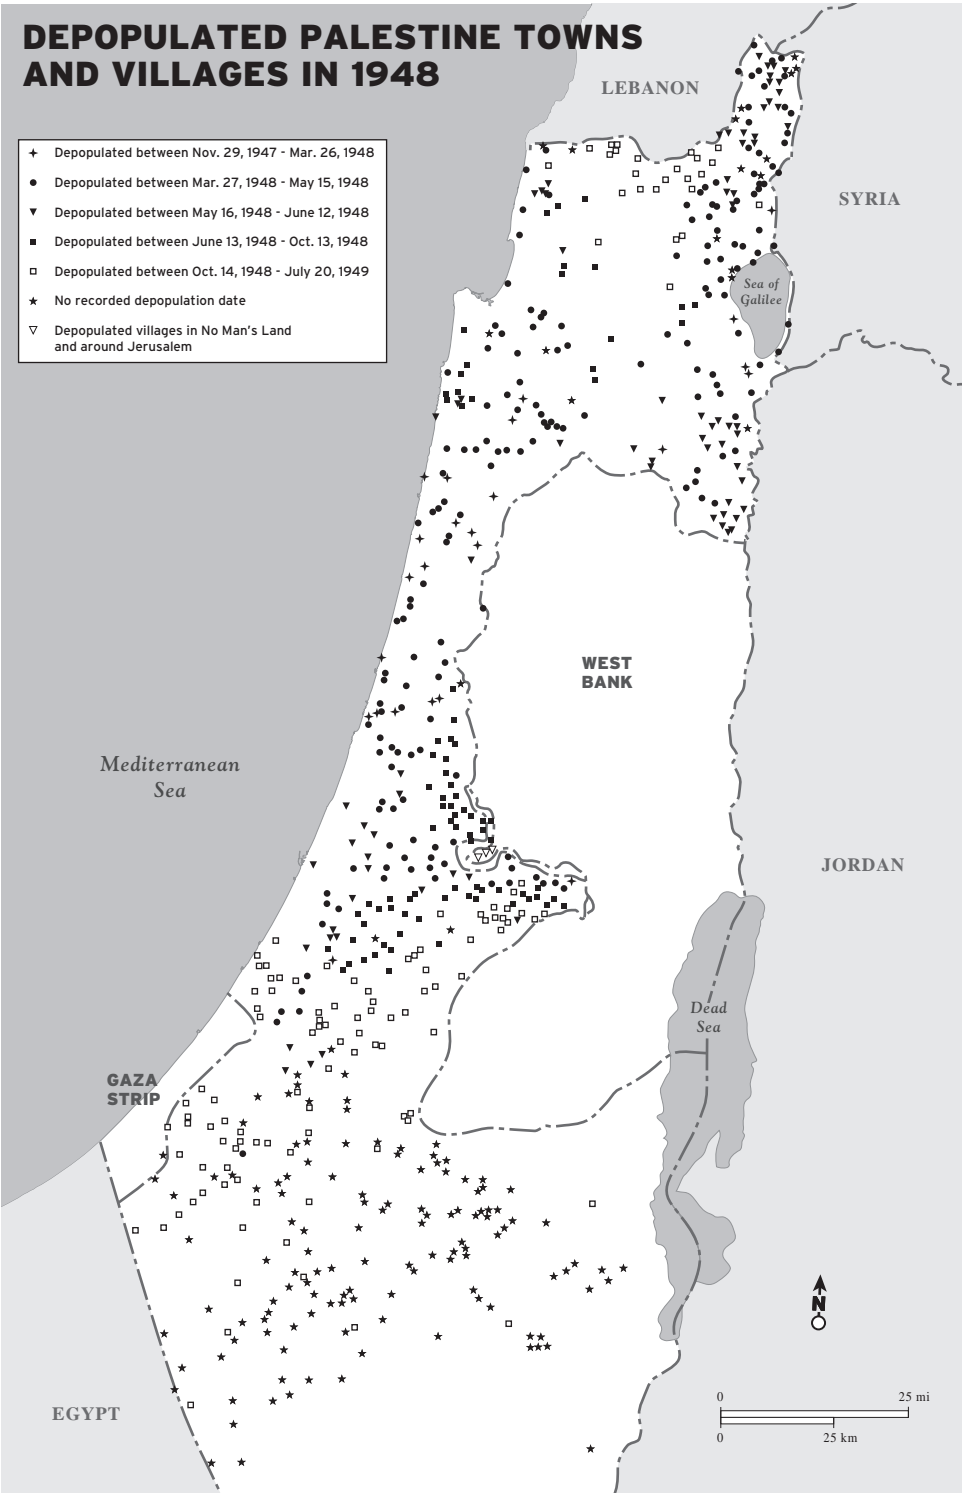 DEPOPULATED PALESTINE TOWNS
AND VILLAGES IN 1948
LEBANON
Depopulated between Nov. 29, 1947 - Mar. 26, 1948
Depopulated between Mar. 27, 1948 - May 15, 1948
Depopulated between May 16, 1948 - June 12, 1948
Depopulated between June 13, 1948 - Oct. 13, 1948
Depopulated between Oct. 14, 1948 - July 20, 1949
No recorded depopulation date
Depopulated villages in No Man's Land
and around Jerusalem
SYRIA
Sea of
Galilee
WEST
BANK
Mediterranean
Sea
JORDAN
Dead
Sea
GAZA
STRIP
N
EGYPT
0 25 mi
0 25 km